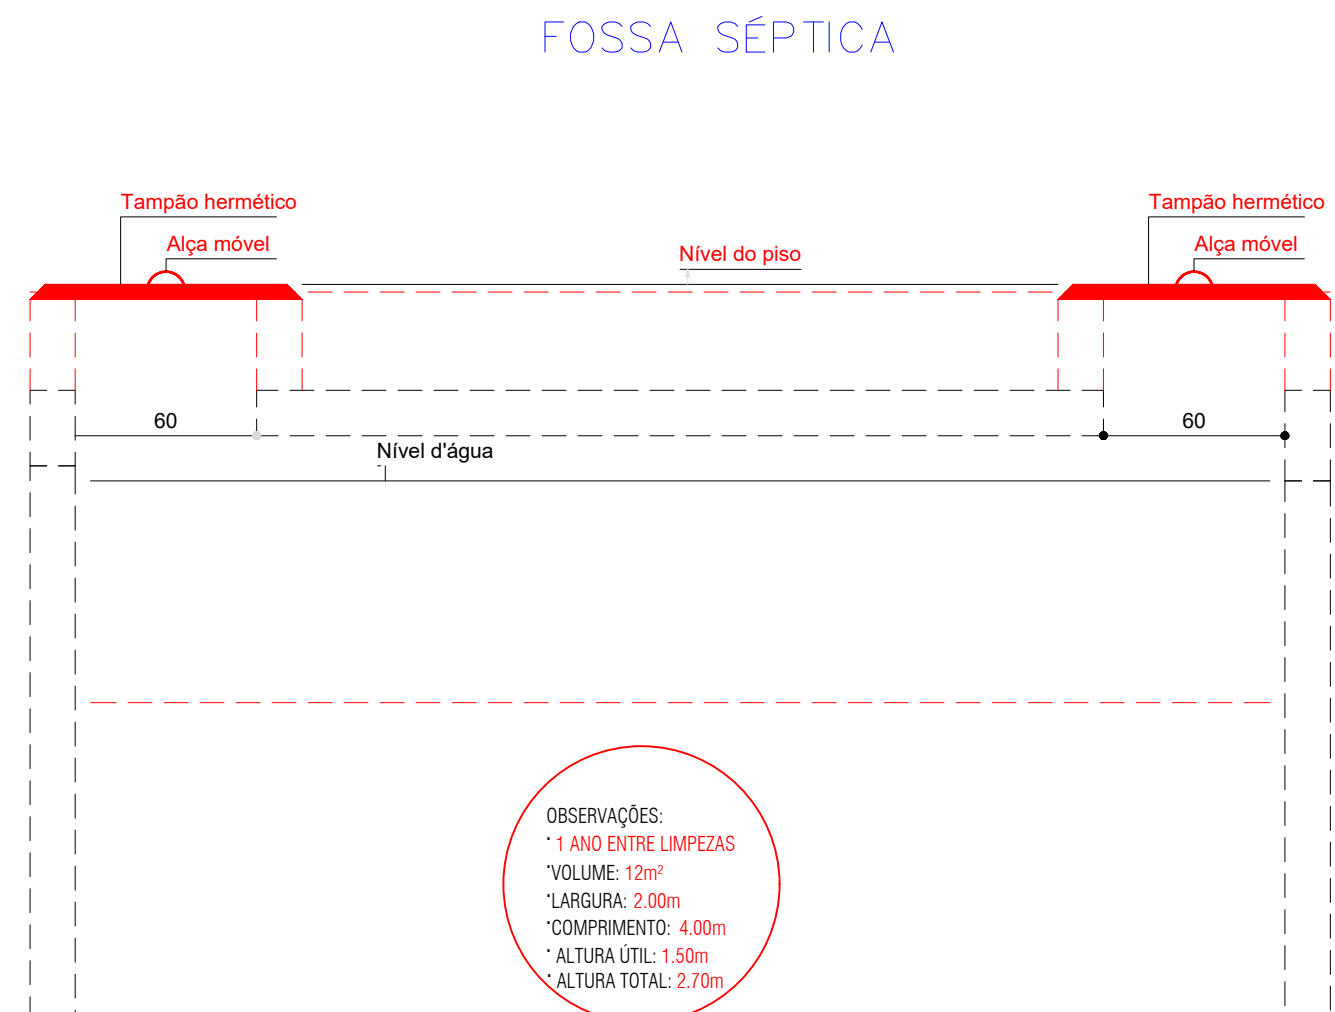 FOSSA SÉPTICA
Tampão hermético
Tampão hermético
Alça móvel
Nível do piso
Alça móvel
60
60
Nível d'água
OBSERVAÇÕES:
· 1 ANO ENTRE LIMPEZAS
·VOLUME: 12m²
·LARGURA: 2.00m
·COMPRIMENTO: 4.00m
· ALTURA ÚTIL: 1.50m
· ALTURA TOTAL: 2.70m